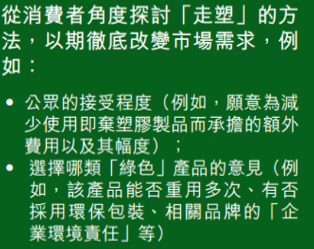 從消費者角度探討「走塑」的方
法，以期徹底改變市場需求，例
如：
• 公眾的接受程度（例如，願意為減
少使用即棄塑膠製品而承擔的額外
費用以及其幅度）；
• 選擇哪類「綠色」產品的意見（例
如，該產品能否重用多次、有否
採用環保包裝、相關品牌的「企
業環境責任」等）